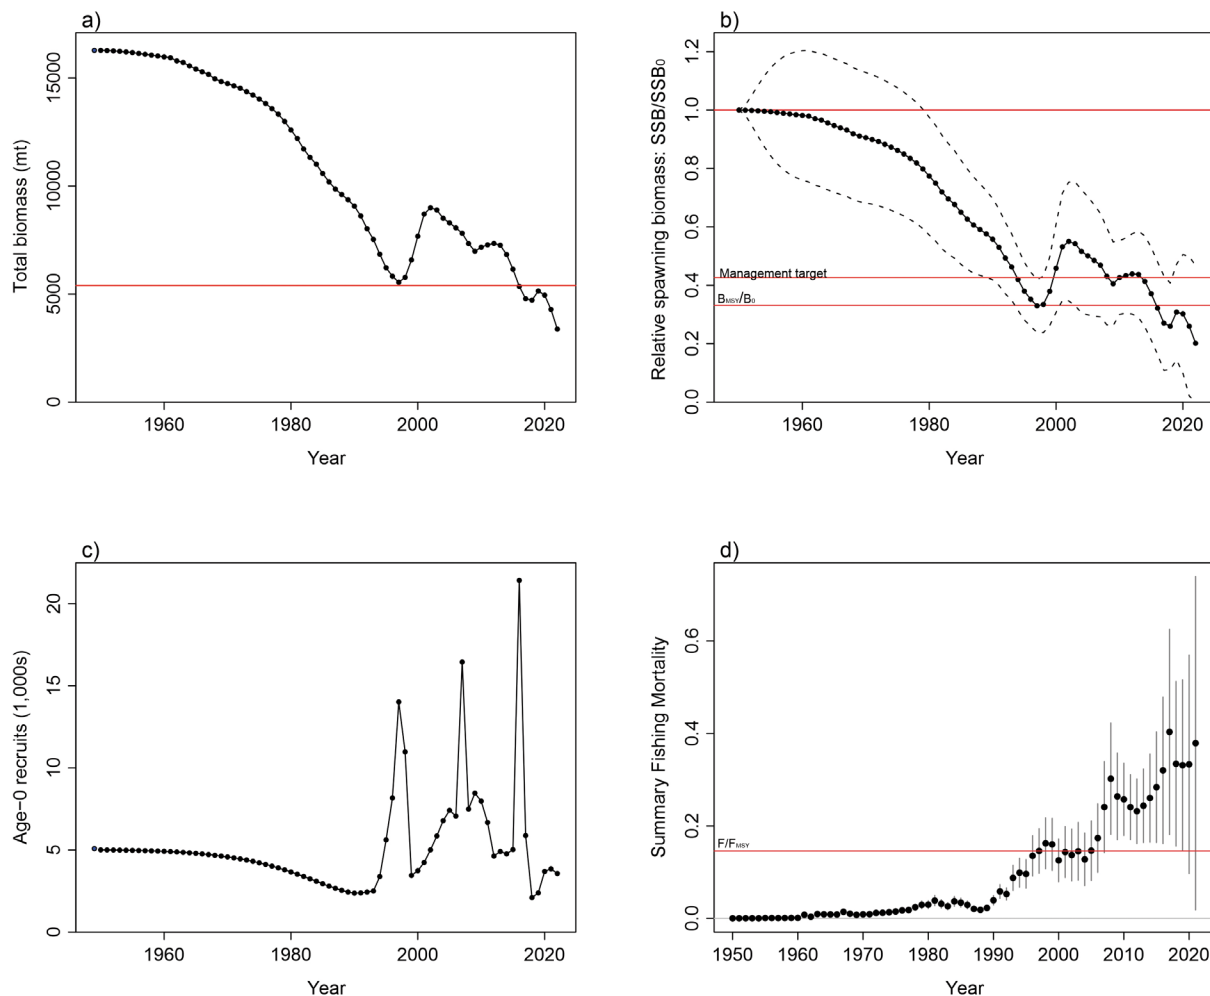 a)
Total biomass (mt)
15000
10000
5000
0
1960 1980 2000 2020
Year
b)
Relative spawning biomass: SSB/SSB₀
1.2
1.0
0.8
0.6
0.4
0.2
0.0
Management target
BMSY/B₀
1960 1980 2000 2020
Year
c)
Age−0 recruits (1,000s)
20
15
10
5
0
1960 1980 2000 2020
Year
d)
Summary Fishing Mortality
0.6
0.4
0.2
0.0
F/FMSY
1950 1960 1970 1980 1990 2000 2010 2020
Year